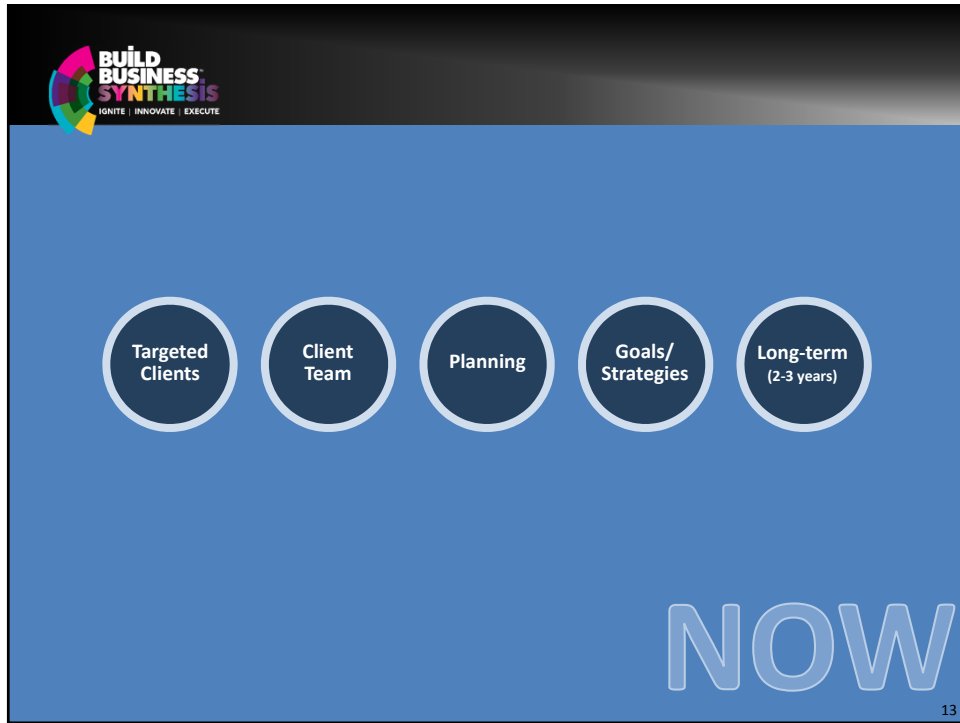 BUILD
BUSINESS™
SYNTHESIS
IGNITE | INNOVATE | EXECUTE
Targeted
Clients
Client
Team
Planning
Goals/
Strategies
Long-term
(2-3 years)
NOW
13